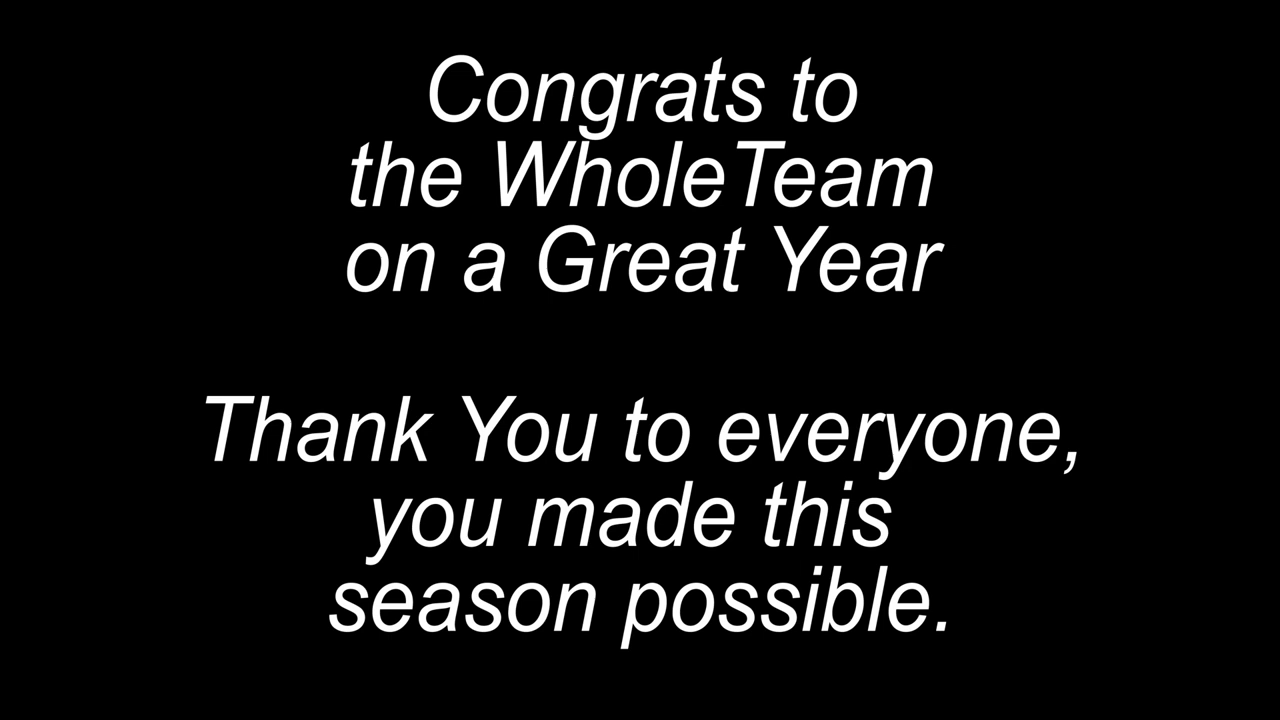 Congrats to
the WholeTeam
on a Great Year
Thank You to everyone,
you made this
season possible.